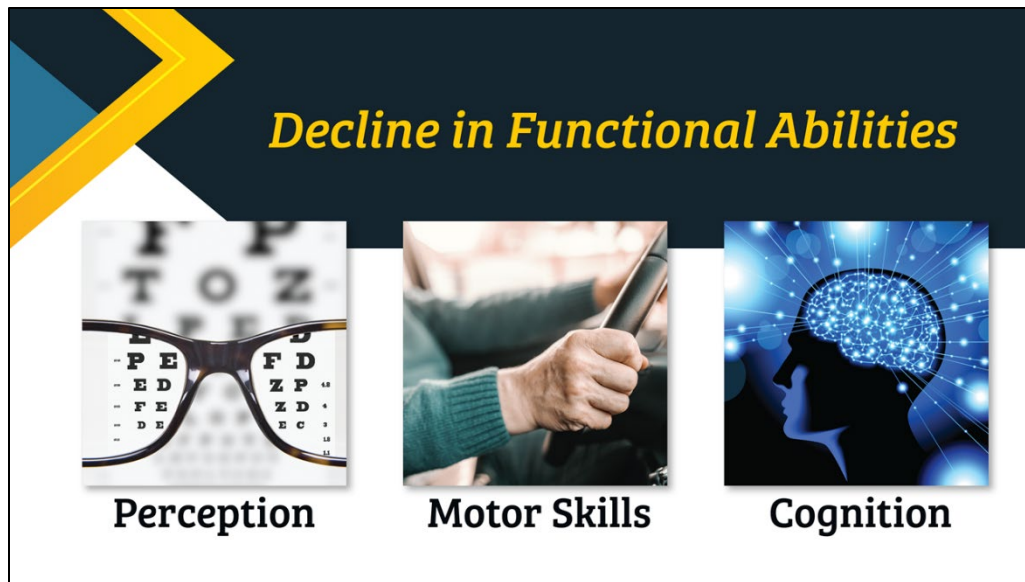 Decline in Functional Abilities
F P
T O Z
P E D
P E F D
E D Z P
F E Z D
D E E C
Perception
Motor Skills
Cognition